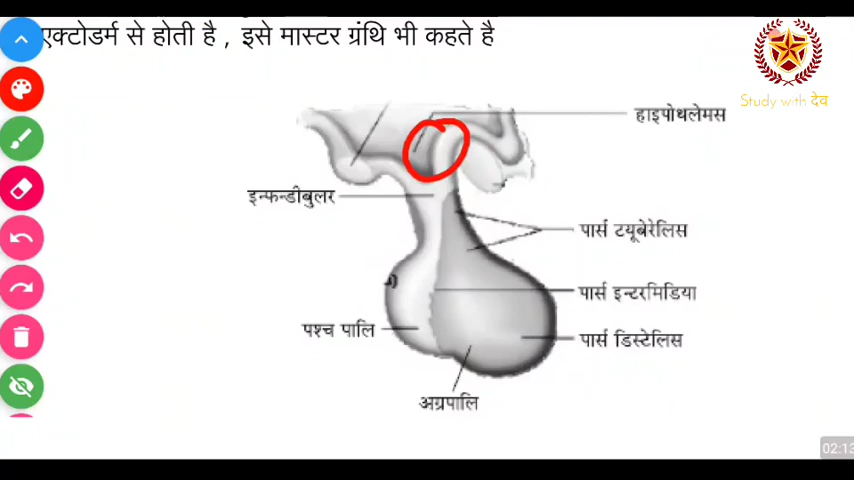 एक्टोडर्म से होती है , इसे मास्टर ग्रंथि भी कहते है
Study with देव
हाइपोथलेमस
इन्फन्डीबुलर
पार्स टयूबेरेलिस
पार्स इन्टरमिडिया
पश्च पालि
पार्स डिस्टेलिस
अग्रपालि
02:13